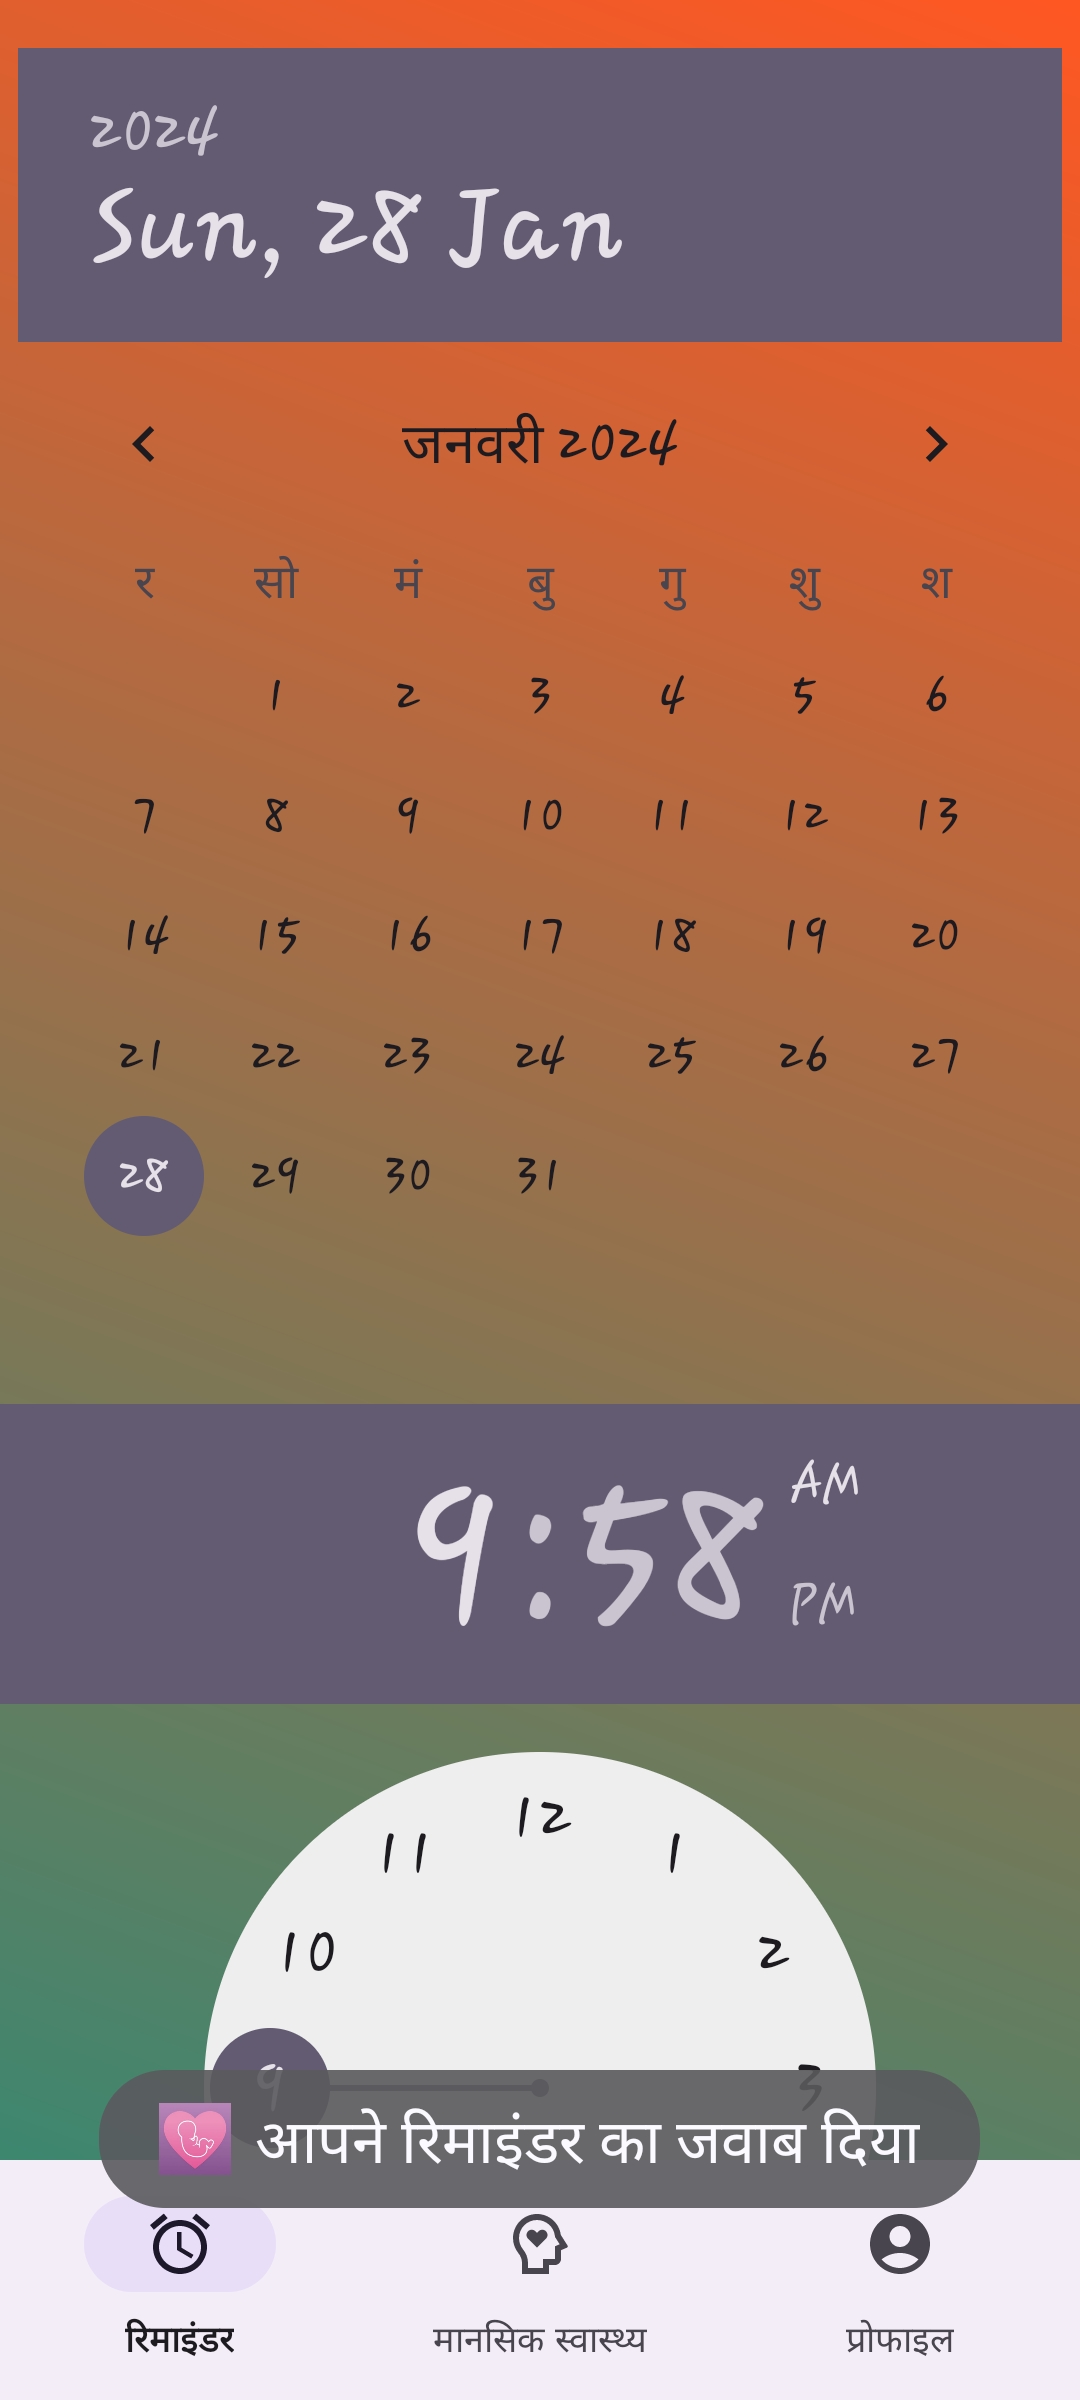 2024
Sun, 28 Jan
जनवरी 2024
र सो मं बु गु शु श
1 2 3 4 5 6
7 8 9 10 11 12 13
14 15 16 17 18 19 20
21 22 23 24 25 26 27
28 29 30 31
9:58 AM
PM
12
11 1
10 2
9 3
आपने रिमाइंडर का जवाब दिया
रिमाइंडर मानसिक स्वास्थ्य प्रोफाइल